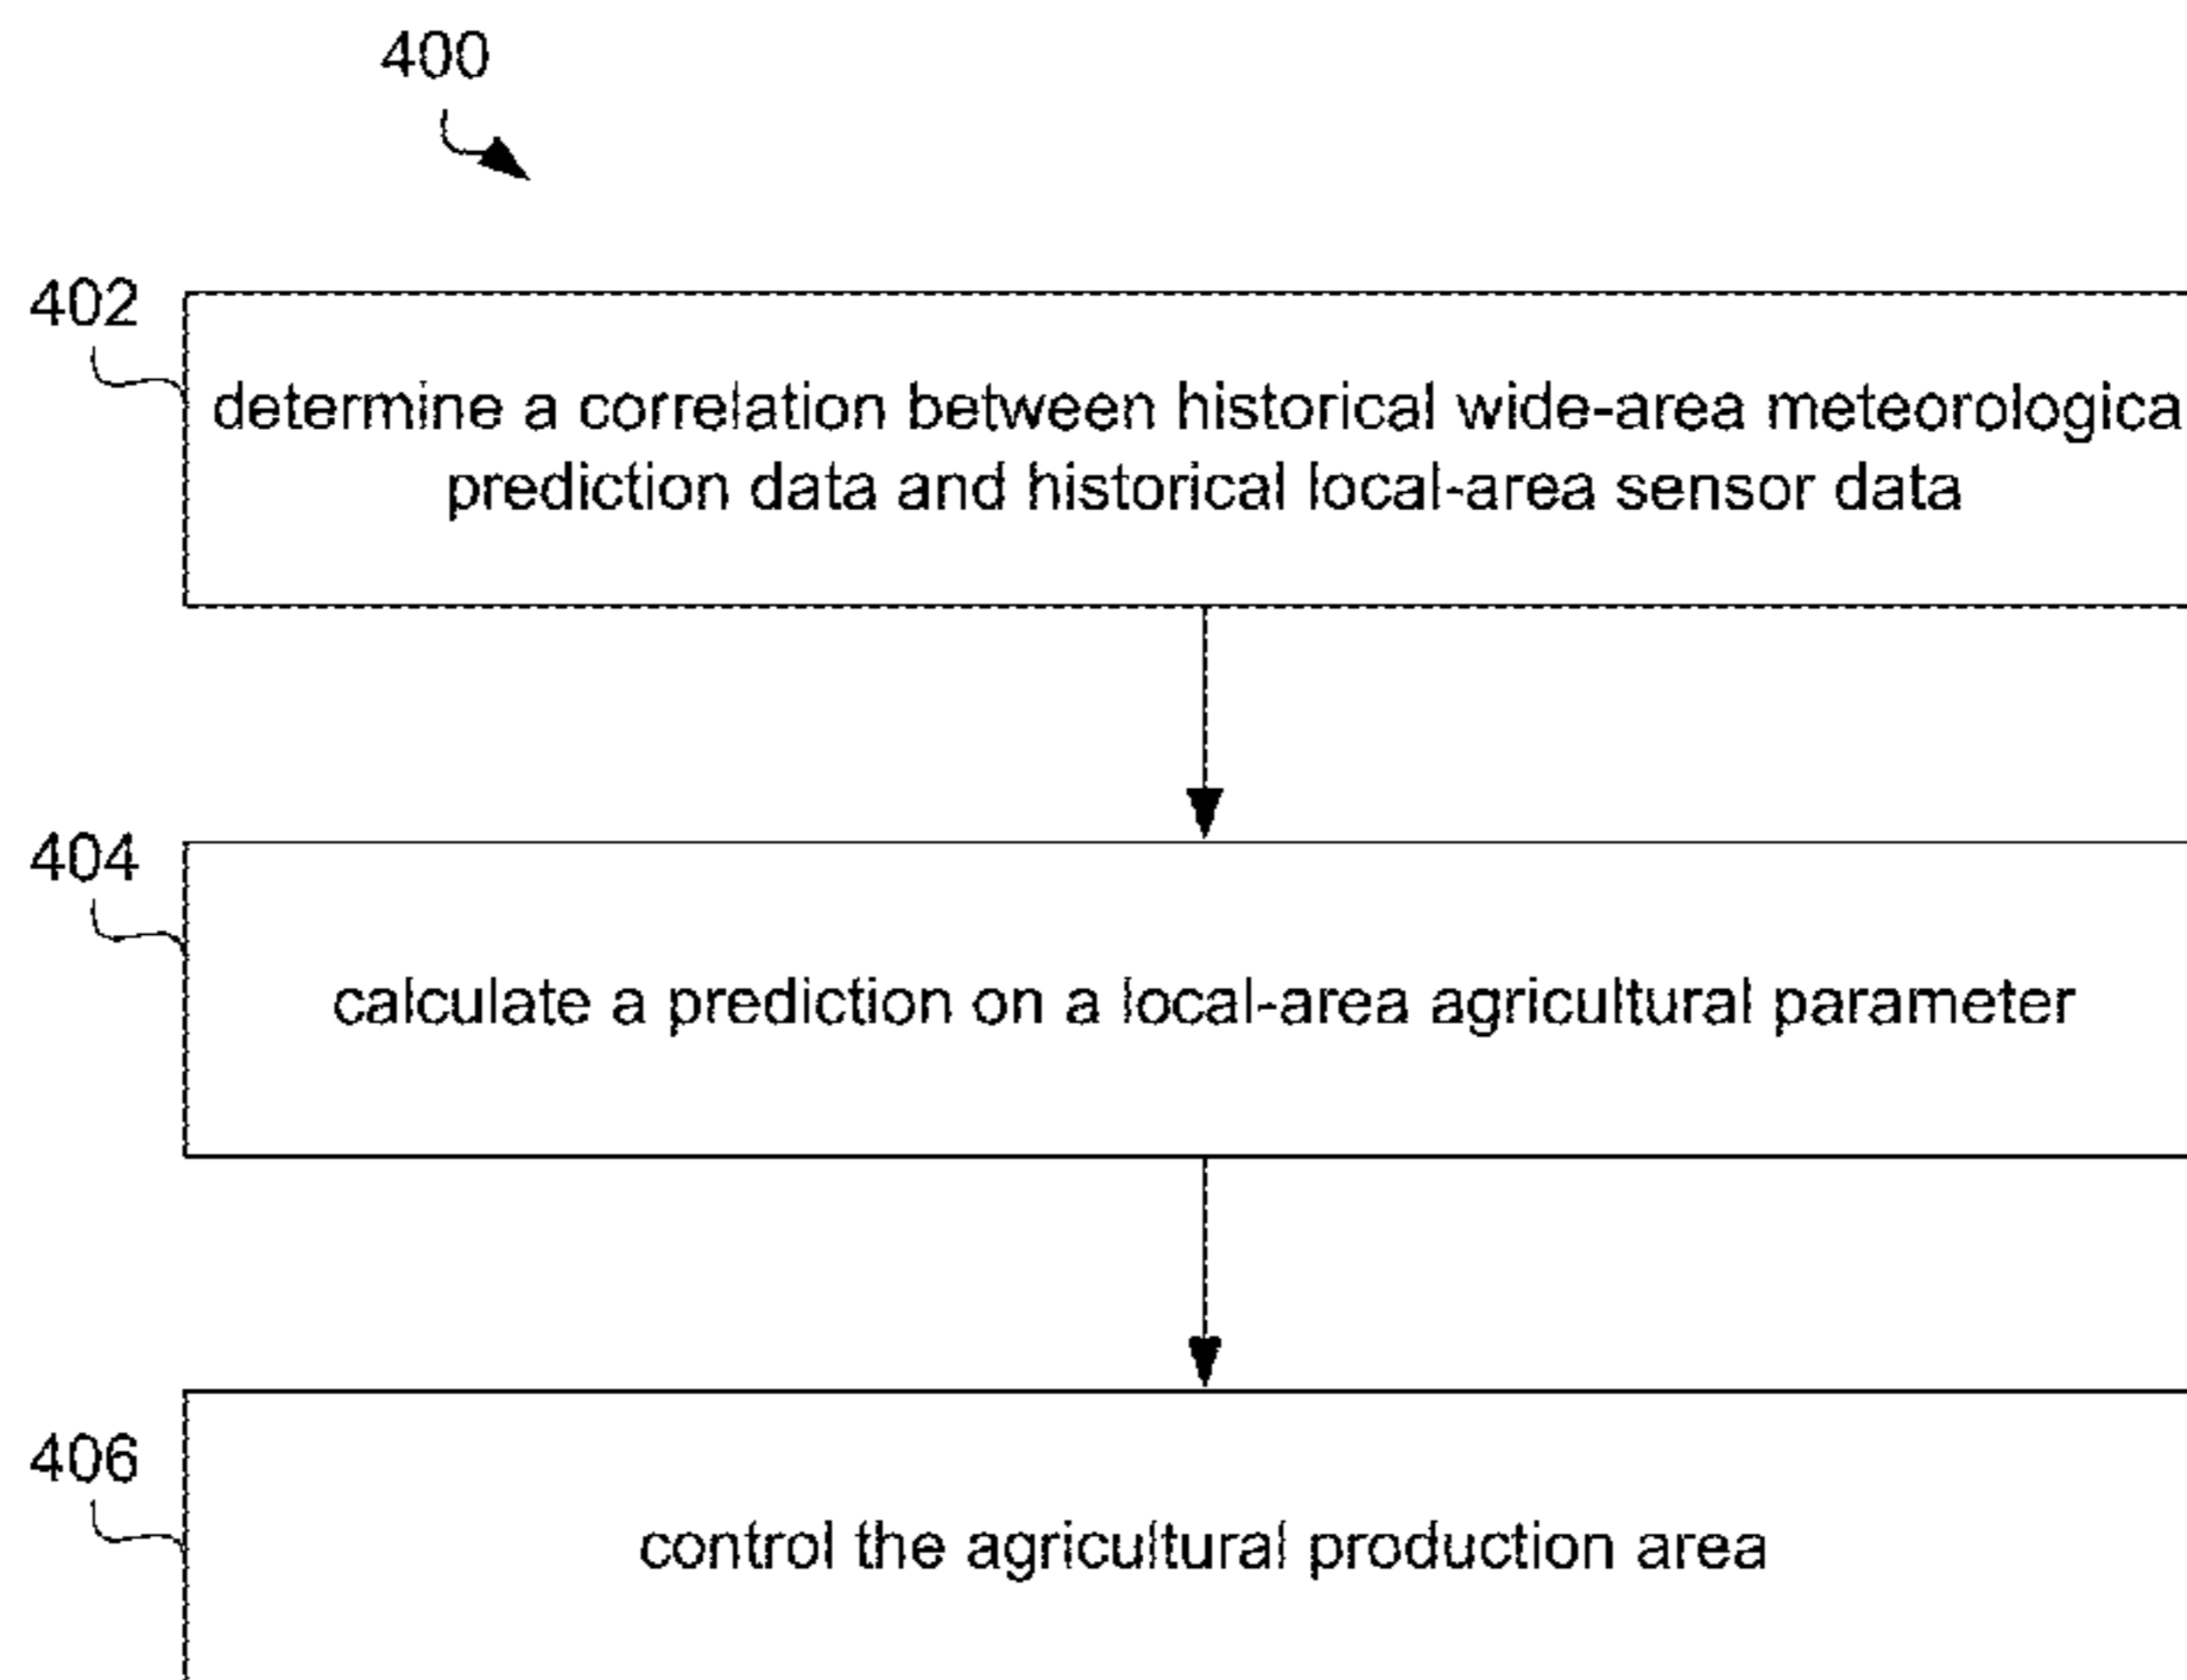 400
402
determine a correlation between historical wide-area meteorologica
prediction data and historical local-area sensor data
404
calculate a prediction on a local-area agricultural parameter
406
control the agricultural production area